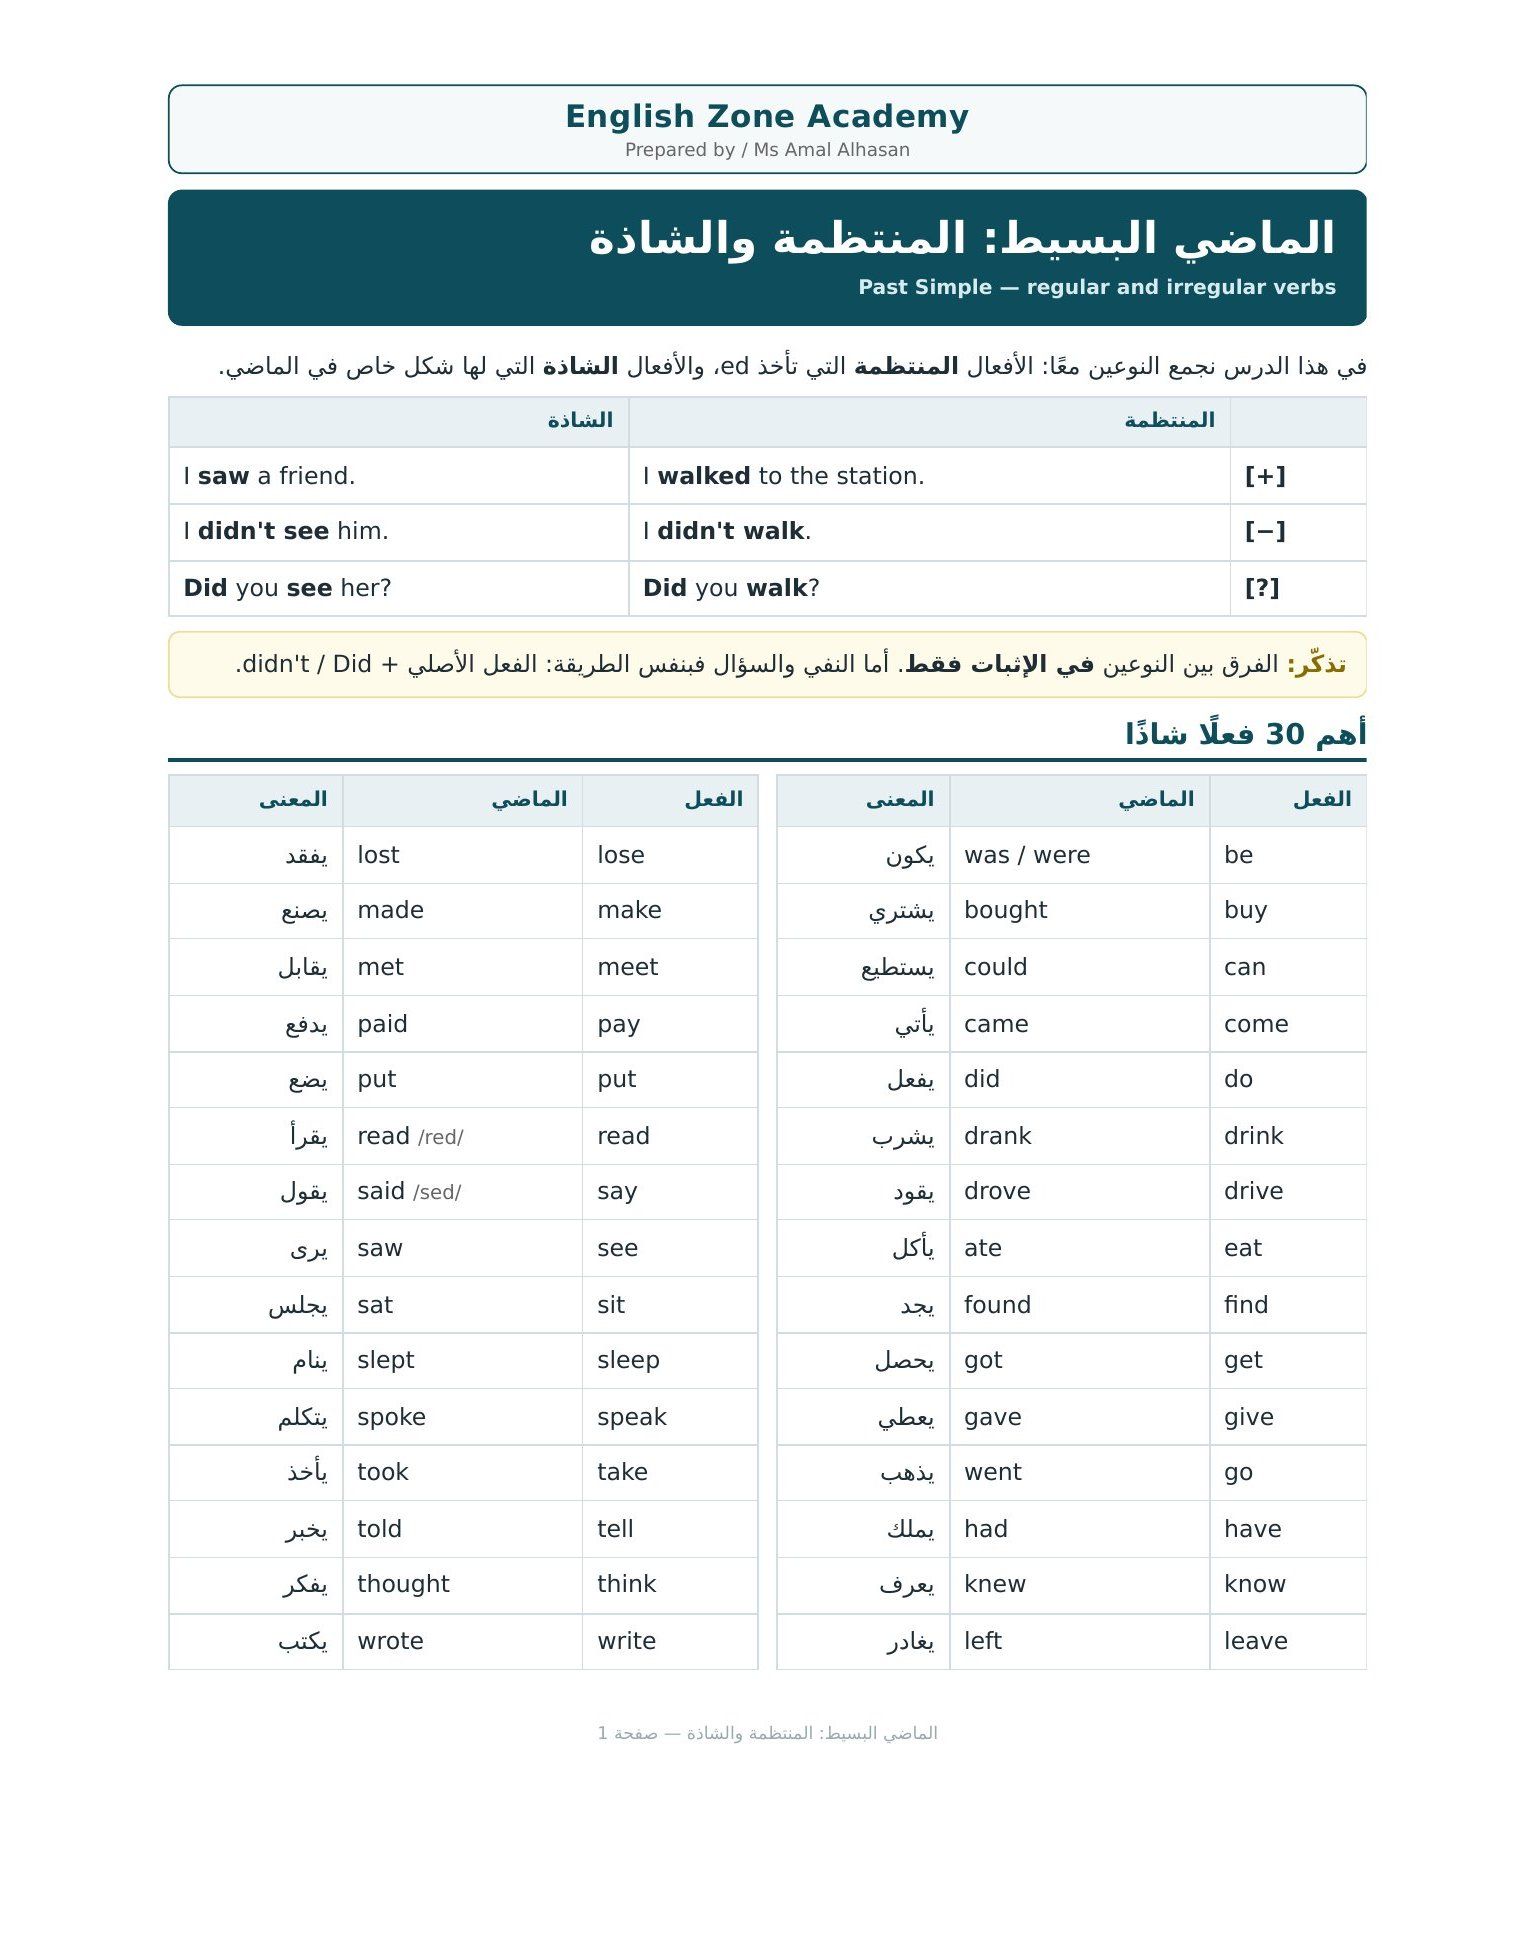 English Zone Academy
Prepared by / Ms Amal Alhasan
الماضي البسيط: المنتظمة والشاذة
Past Simple — regular and irregular verbs
في هذا الدرس نجمع النوعين معًا: الأفعال المنتظمة التي تأخذ ed، والأفعال الشاذة التي لها شكل خاص في الماضي.
المنتظمة الشاذة
[+] I walked to the station. I saw a friend.
[−] I didn't walk. I didn't see him.
[?] Did you walk? Did you see her?
تذكّر: الفرق بين النوعين في الإثبات فقط. أما النفي والسؤال فبنفس الطريقة: الفعل الأصلي + didn't / Did.
أهم 30 فعلًا شاذًا
الفعل الماضي المعنى الفعل الماضي المعنى
be was / were يكون lose lost يفقد
buy bought يشتري make made يصنع
can could يستطيع meet met يقابل
come came يأتي pay paid يدفع
do did يفعل put put يضع
drink drank يشرب read read /red/ يقرأ
drive drove يقود say said /sed/ يقول
eat ate يأكل see saw يرى
find found يجد sit sat يجلس
get got يحصل sleep slept ينام
give gave يعطي speak spoke يتكلم
go went يذهب take took يأخذ
have had يملك tell told يخبر
know knew يعرف think thought يفكر
leave left يغادر write wrote يكتب
الماضي البسيط: المنتظمة والشاذة — صفحة 1